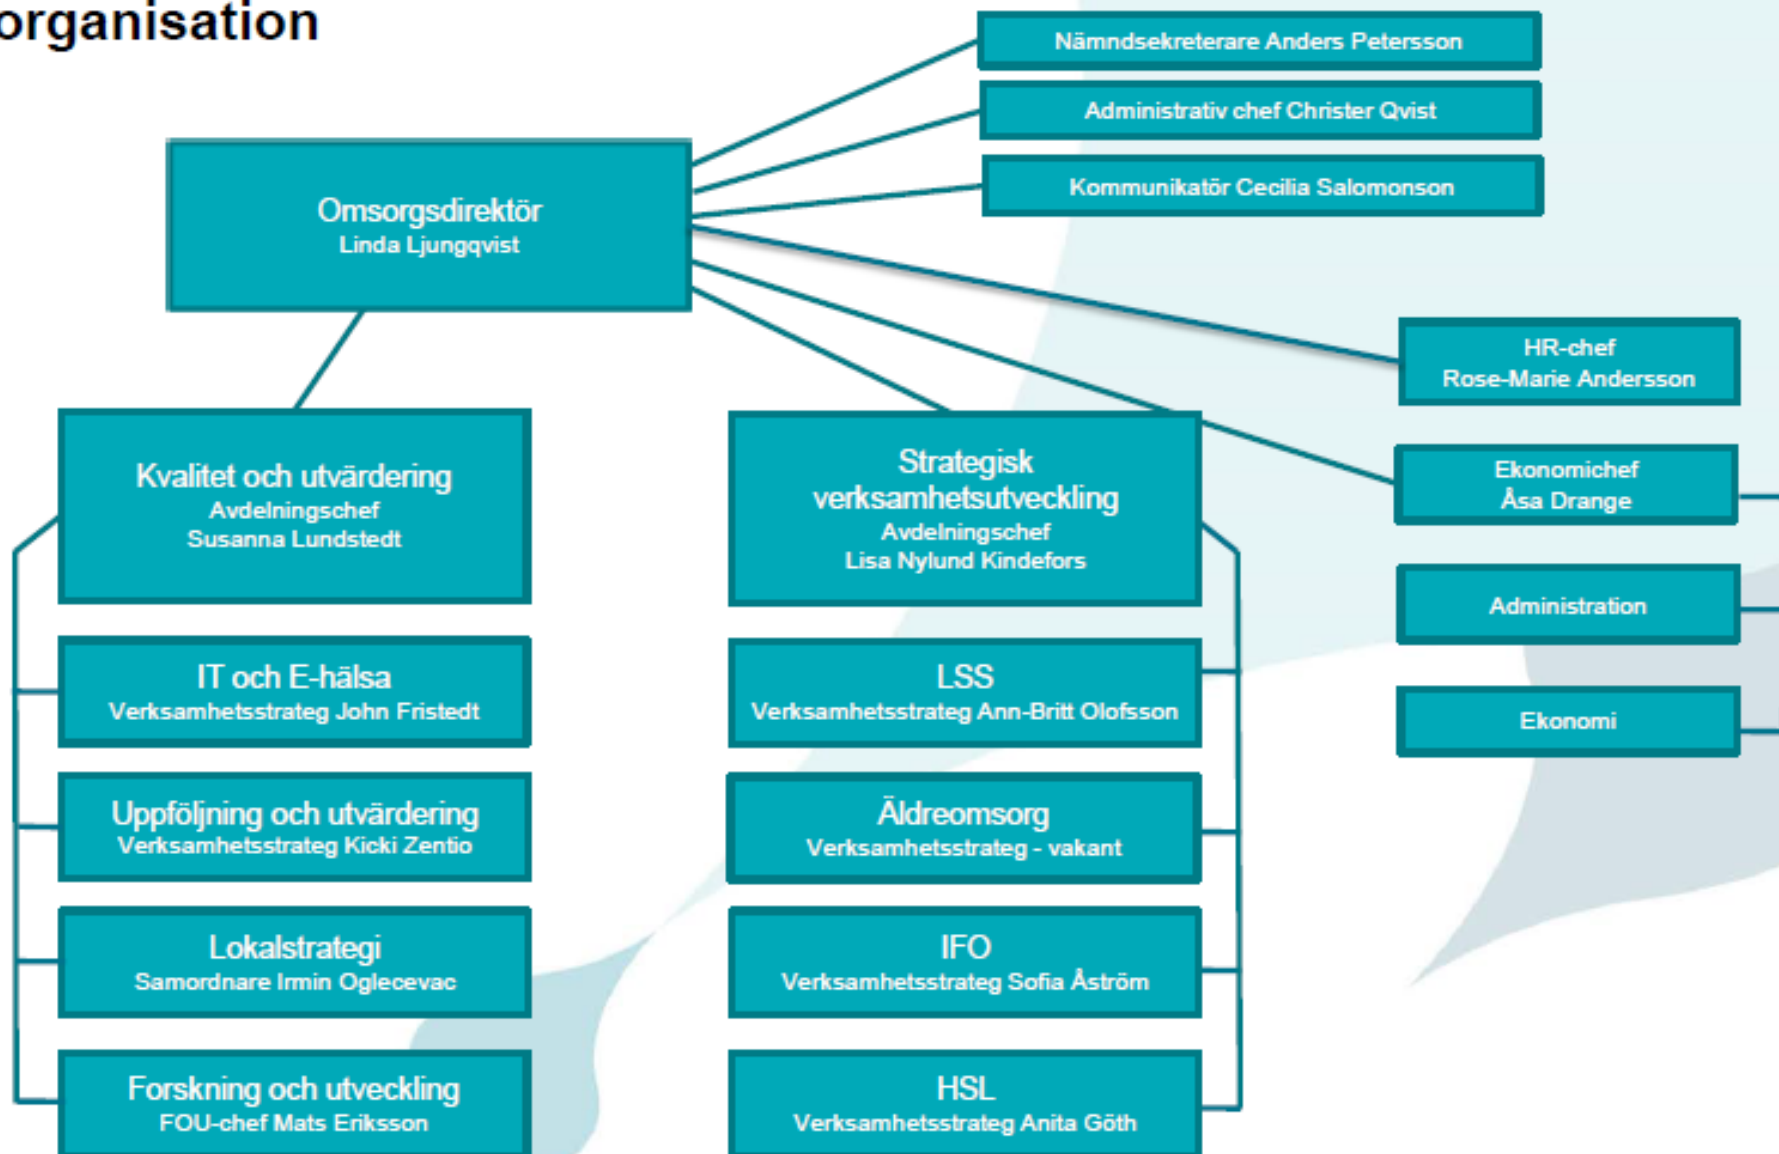 organisation
Nämndsekreterare Anders Petersson
Administrativ chef Christer Qvist
Kommunikatör Cecilia Salomonson
Omsorgsdirektör
Linda Ljungqvist
HR-chef
Rose-Marie Andersson
Ekonomichef
Åsa Drange
Administration
Ekonomi
Kvalitet och utvärdering
Avdelningschef
Susanna Lundstedt
IT och E-hälsa
Verksamhetsstrateg John Fristedt
Uppföljning och utvärdering
Verksamhetsstrateg Kicki Zentio
Lokalstrategi
Samordnare Irmin Oglecevac
Forskning och utveckling
FOU-chef Mats Eriksson
Strategisk
verksamhetsutveckling
Avdelningschef
Lisa Nylund Kindefors
LSS
Verksamhetsstrateg Ann-Britt Olofsson
Äldreomsorg
Verksamhetsstrateg - vakant
IFO
Verksamhetsstrateg Sofia Åström
HSL
Verksamhetsstrateg Anita Göth